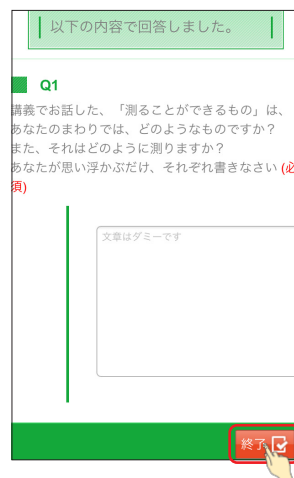 以下の内容で回答しました。
Q1
講義でお話した、「測ることができるもの」は、
あなたのまわりでは、どのようなものですか？
また、それはどのように測りますか？
あなたが思い浮かぶだけ、それぞれ書きなさい (必
須)
文章はダミーです
終了